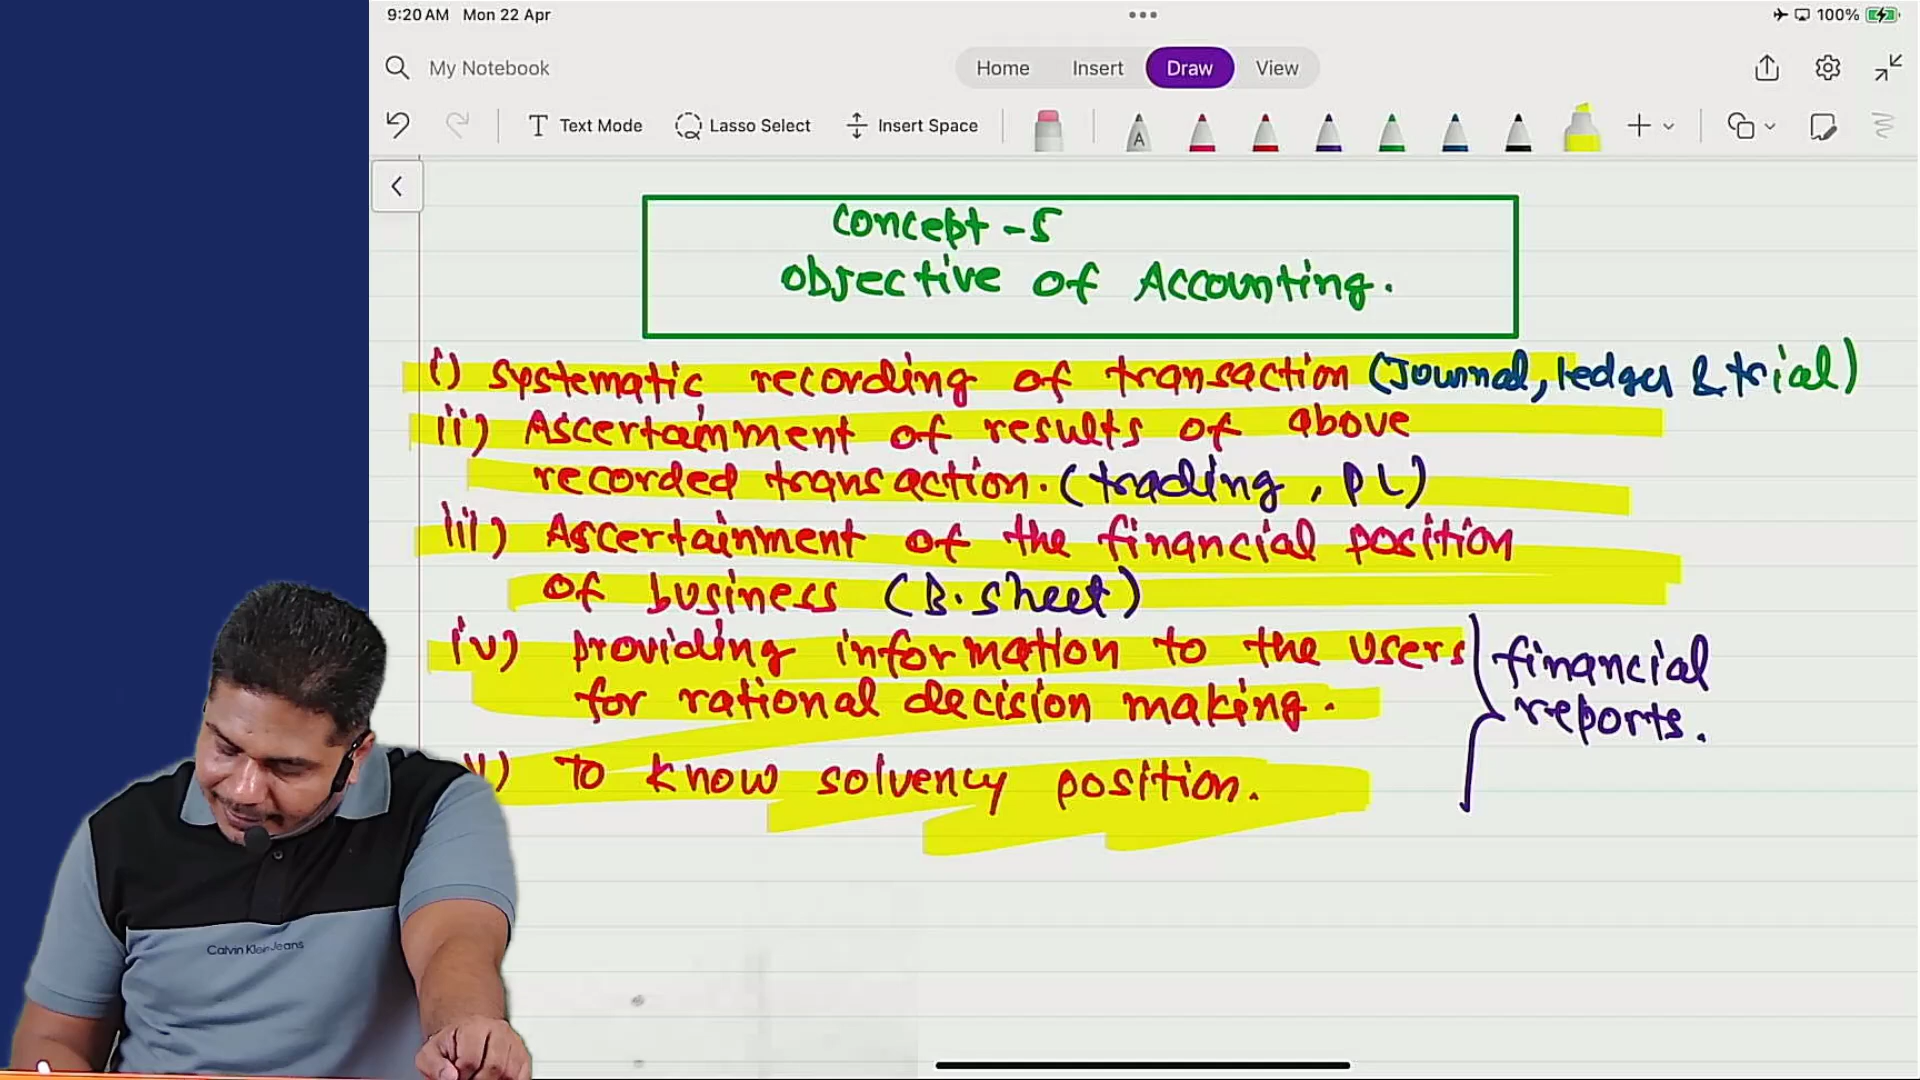 9:20 AM Mon 22 Apr
100%
My Notebook
Home Insert Draw View
Text Mode Lasso Select Insert Space
A
Concept - 5
Objective of Accounting.
i) Systematic recording of transaction (Journal, ledger & trial)
ii) Ascertainment of results of above
recorded transaction. (trading, PL)
iii) Ascertainment of the financial position
of business (B. sheet)
iv) providing information to the users
for rational decision making.
financial
reports.
v) To know solvency position.
Calvin Klein Jeans